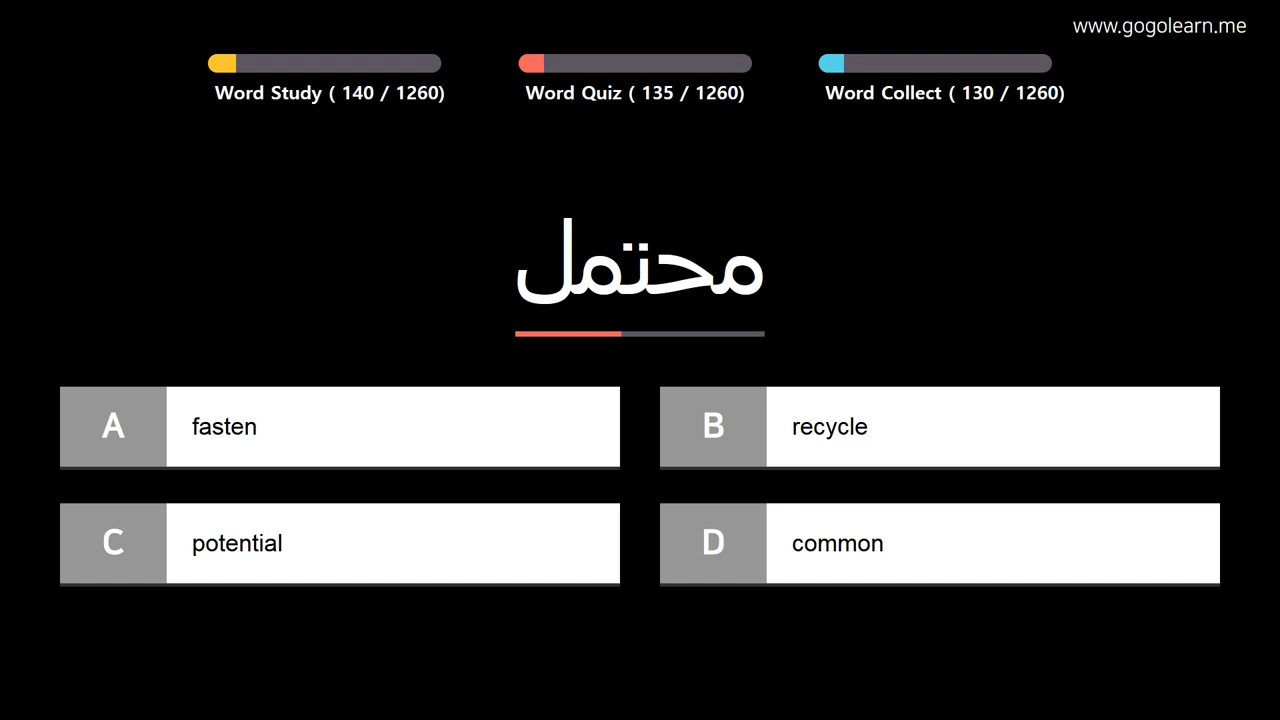 www.gogolearn.me
Word Study ( 140 / 1260)
Word Quiz ( 135 / 1260)
Word Collect ( 130 / 1260)
محتمل
A fasten
B recycle
C potential
D common